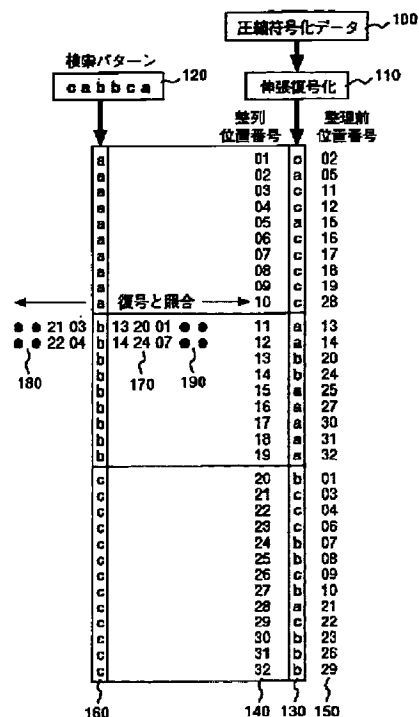 圧縮符号化データ 100
検索パターン
120
cabbca
伸張復号化 110
整列
位置番号
整理前
位置番号
a 01 c 02
a 02 a 05
a 03 c 11
a 04 c 12
a 05 a 15
a 06 c 16
a 07 c 17
a 08 c 18
a 09 c 19
復号と照合
a 10 c 28
●●21 03 b 13 20 01 ●● 11 a 13
●●22 04 b 14 24 07 ●● 12 a 14
b 13 b 20
b 14 b 24
b 15 a 25
b 16 a 27
b 17 a 30
b 18 a 31
b 19 a 32
180 170 190
c 20 b 01
c 21 c 03
c 22 c 04
c 23 c 06
c 24 b 07
c 25 b 08
c 26 c 09
c 27 b 10
c 28 a 21
c 29 c 22
c 30 b 23
c 31 b 26
c 32 b 29
160 140 130 150